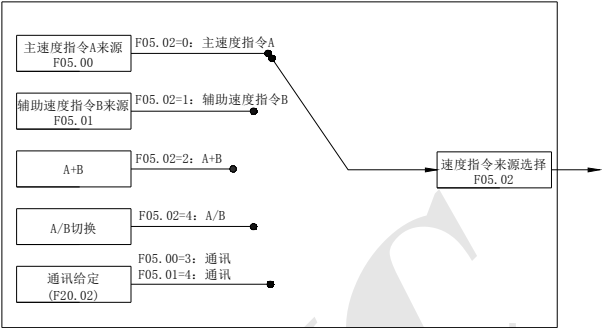 主速度指令A来源
F05.00
F05.02=0: 主速度指令A
辅助速度指令B来源
F05.01
F05.02=1: 辅助速度指令B
A+B
F05.02=2: A+B
速度指令来源选择
F05.02
A/B切换
F05.02=4: A/B
通讯给定
(F20.02)
F05.00=3: 通讯
F05.01=4: 通讯